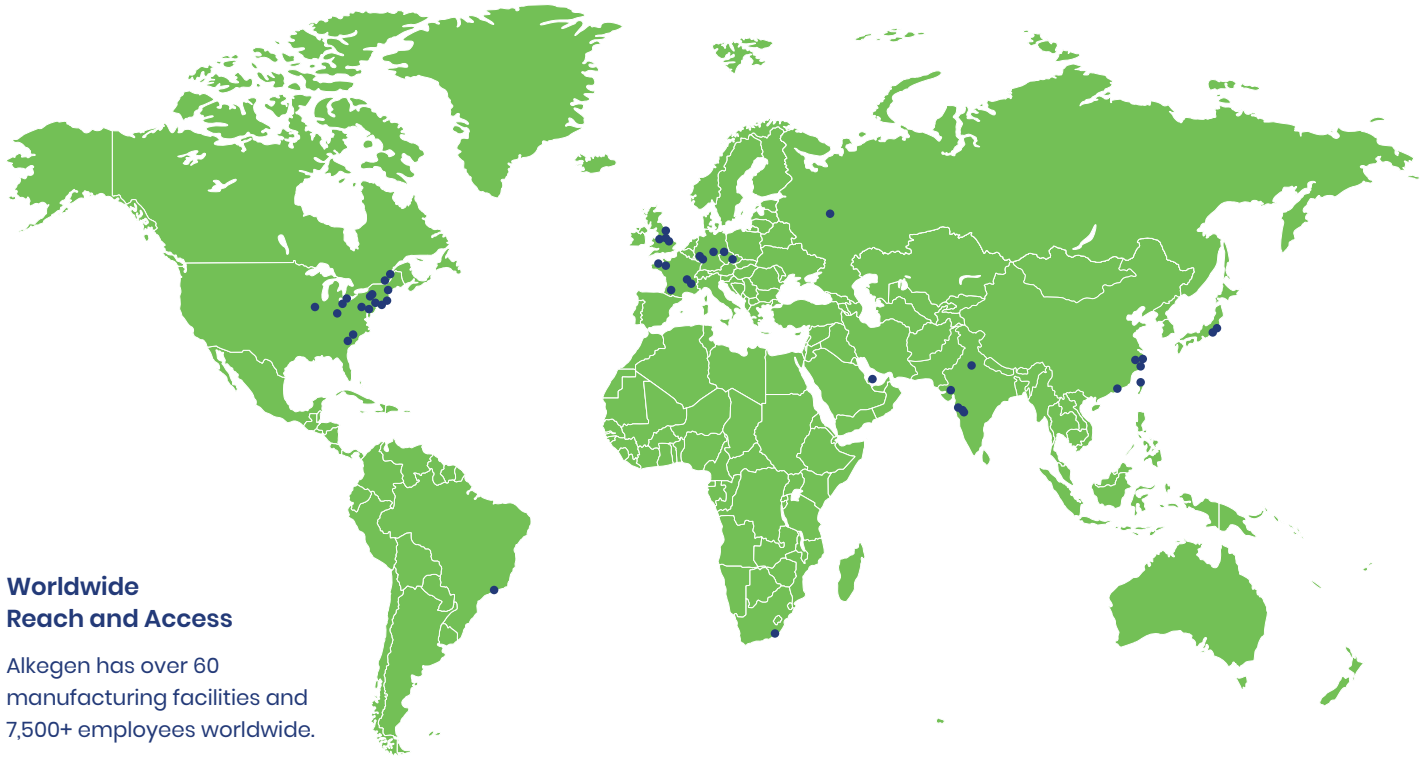 Worldwide
Reach and Access
Alkegen has over 60
manufacturing facilities and
7,500+ employees worldwide.